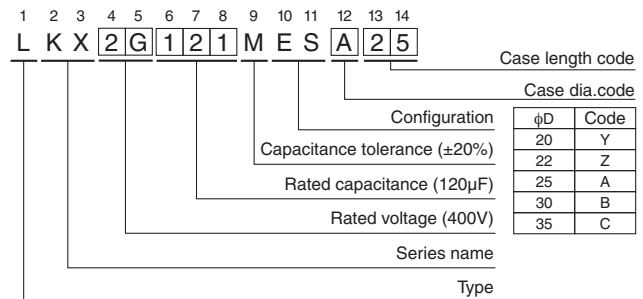 1 2 3 4 5 6 7 8 9 10 11 12 13 14
L K X 2 G 1 2 1 M E S A 2 5
Case length code
Case dia.code
Configuration
Capacitance tolerance (±20%)
Rated capacitance (120µF)
Rated voltage (400V)
Series name
Type
ϕD Code
20 Y
22 Z
25 A
30 B
35 C